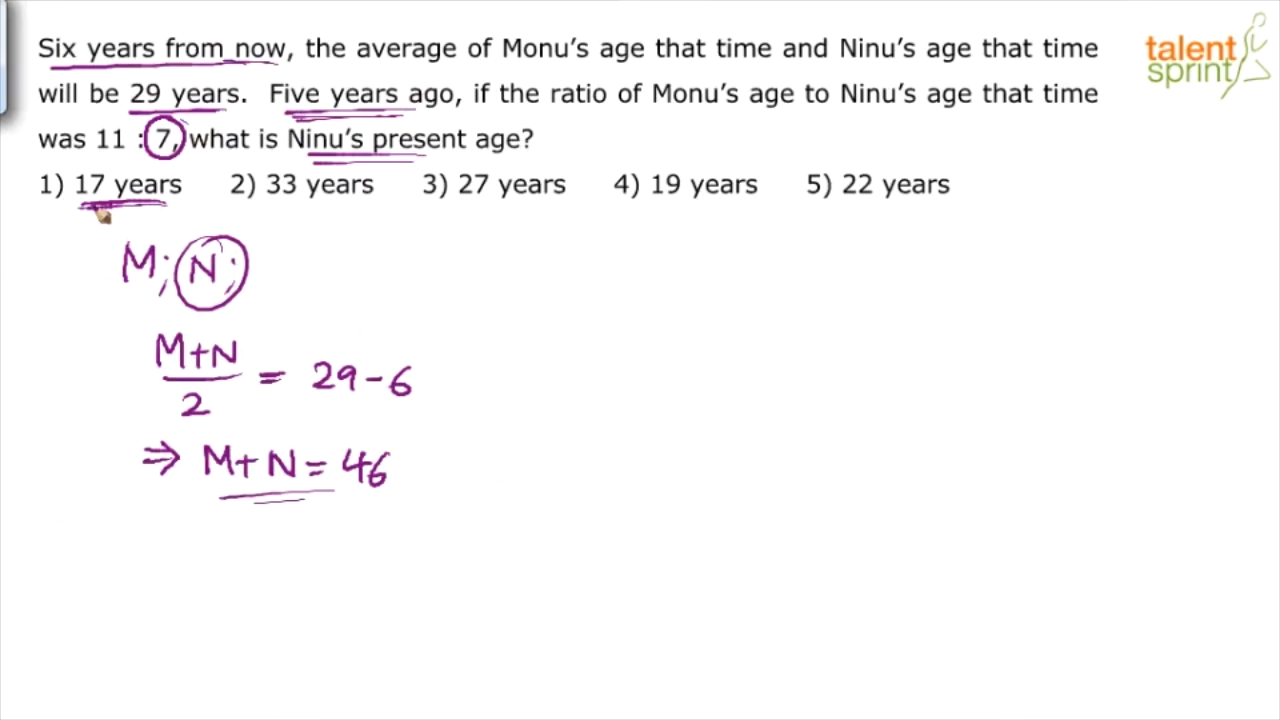 Six years from now, the average of Monu's age that time and Ninu's age that time
talent
sprint
will be 29 years. Five years ago, if the ratio of Monu's age to Ninu's age that time
was 11 : 7, what is Ninu's present age?
1) 17 years 2) 33 years 3) 27 years 4) 19 years 5) 22 years
M; N;
M+N
2
= 29-6
⇒ M+N = 46